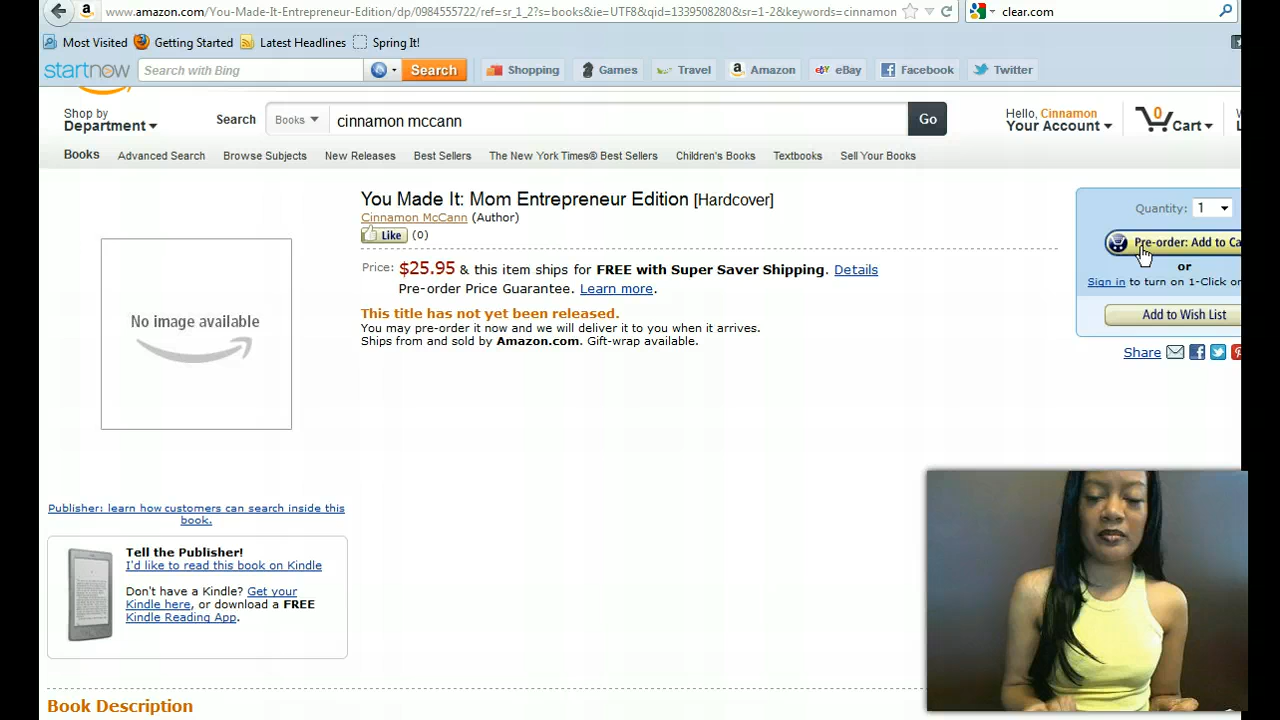 www.amazon.com/You-Made-It-Entrepreneur-Edition/dp/0984555722/ref=sr_1_2?s=books&ie=UTF8&qid=1339508280&sr=1-2&keywords=cinnamon
clear.com
Most Visited Getting Started Latest Headlines Spring It!
startnow Search with Bing Search Shopping Games Travel Amazon eBay Facebook Twitter
Shop by
Department
Search Books cinnamon mccann Go
Hello, Cinnamon
Your Account
0
Cart
Books Advanced Search Browse Subjects New Releases Best Sellers The New York Times® Best Sellers Children's Books Textbooks Sell Your Books
You Made It: Mom Entrepreneur Edition [Hardcover]
Cinnamon McCann (Author)
Like (0)
Price: $25.95 & this item ships for FREE with Super Saver Shipping. Details
Pre-order Price Guarantee. Learn more.
This title has not yet been released.
You may pre-order it now and we will deliver it to you when it arrives.
Ships from and sold by Amazon.com. Gift-wrap available.
Quantity: 1
Pre-order: Add to Ca
or
Sign in to turn on 1-Click or
Add to Wish List
Share
No image available
Publisher: learn how customers can search inside this
book.
Tell the Publisher!
I'd like to read this book on Kindle
Don't have a Kindle? Get your
Kindle here, or download a FREE
Kindle Reading App.
Book Description